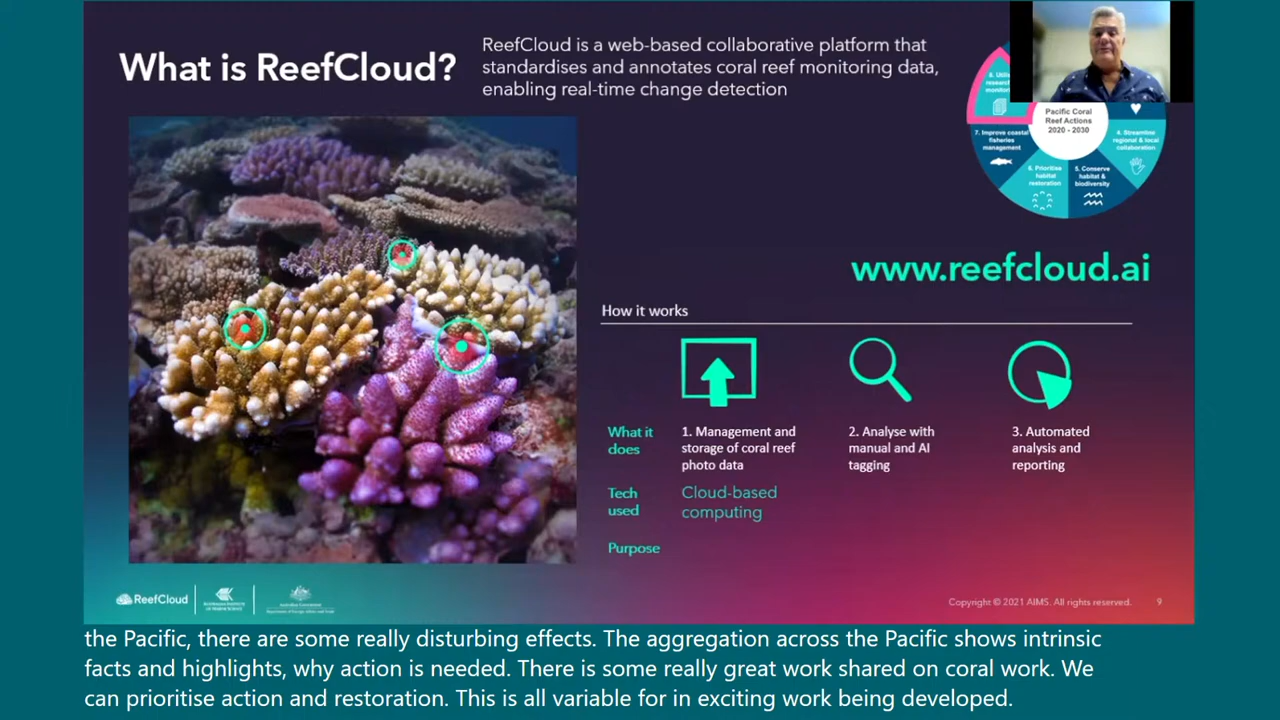 What is ReefCloud?
ReefCloud is a web-based collaborative platform that
standardises and annotates coral reef monitoring data,
enabling real-time change detection
Pacific Coral
Reef Actions
2020 - 2030
4. Streamline
regional & local
collaboration
5. Conserve
habitat &
biodiversity
6. Prioritise
habitat
restoration
7. Improve coastal
fisheries
management
www.reefcloud.ai
How it works
What it
does
1. Management and
storage of coral reef
photo data
2. Analyse with
manual and AI
tagging
3. Automated
analysis and
reporting
Tech
used
Cloud-based
computing
Purpose
ReefCloud
Australian Government
Copyright © 2021 AIMS. All rights reserved.
9
the Pacific, there are some really disturbing effects. The aggregation across the Pacific shows intrinsic
facts and highlights, why action is needed. There is some really great work shared on coral work. We
can prioritise action and restoration. This is all variable for in exciting work being developed.